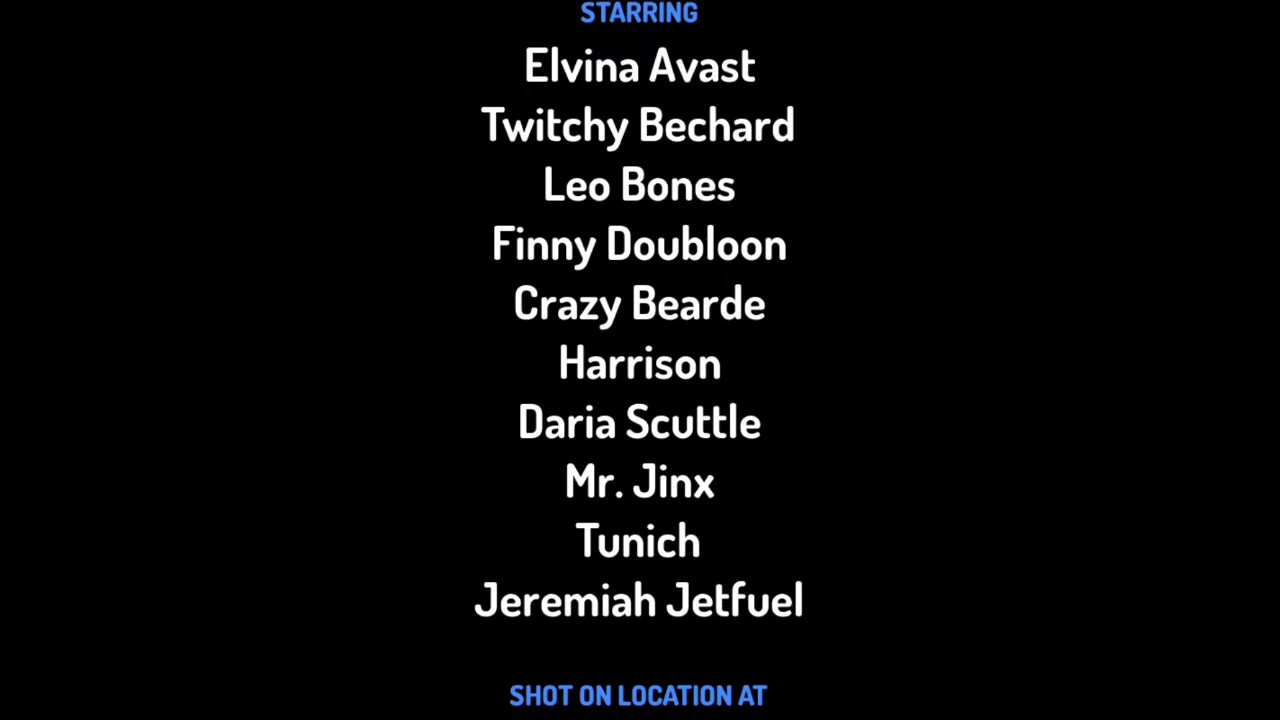 STARRING
Elvina Avast
Twitchy Bechard
Leo Bones
Finny Doubloon
Crazy Bearde
Harrison
Daria Scuttle
Mr. Jinx
Tunich
Jeremiah Jetfuel
SHOT ON LOCATION AT